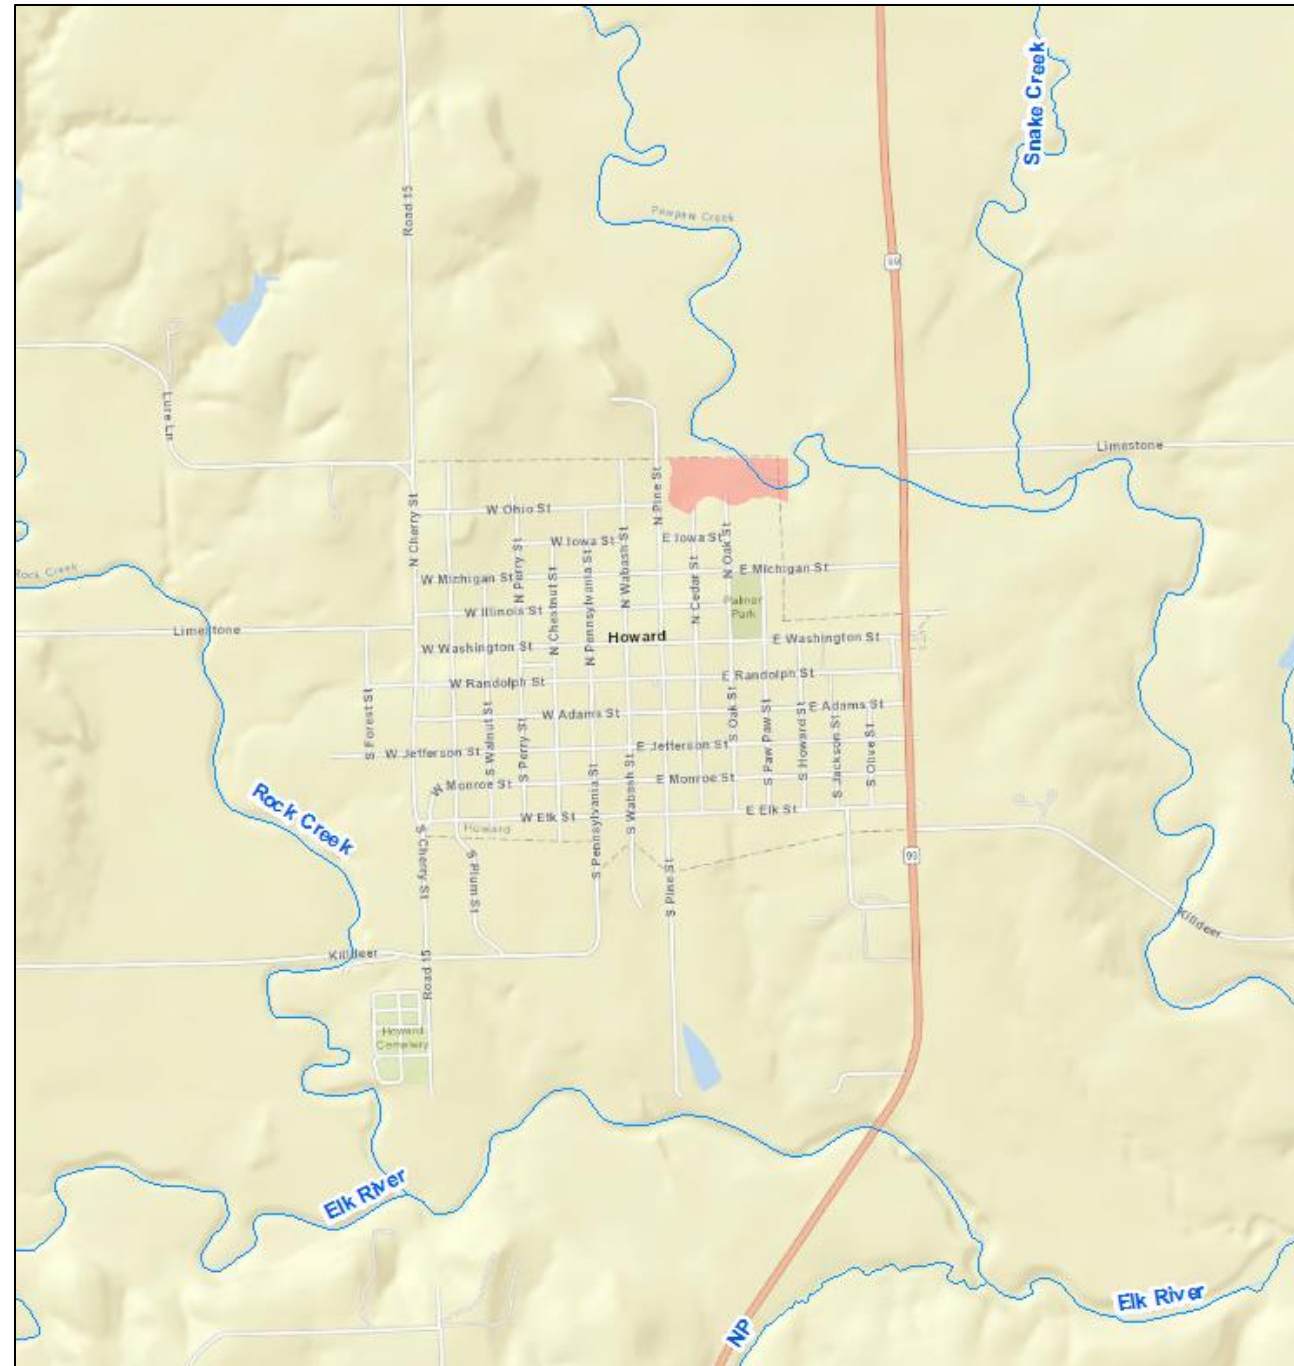 Snake Creek
Road 15
Pawpaw Creek
99
Lure Ln
Limestone
N Cherry St
W Ohio St
N Pine St
W Iowa St
E Iowa St
N Oak St
N Perry St
N Wabash St
N Pennsylvania St
N Chestnut St
N Cedar St
Rock Creek
W Michigan St
E Michigan St
W Illinois St
Palmer
Park
Limestone
Howard
W Washington St
E Washington St
W Randolph St
E Randolph St
S Forest St
S Walnut St
S Perry St
W Adams St
E Adams St
S Oak St
S Paw Paw St
S Howard St
S Jackson St
S Olive St
W Jefferson St
E Jefferson St
W Monroe St
E Monroe St
S Pennsylvania St
S Wabash St
W Elk St
E Elk St
Howard
Rock Creek
S Cherry St
S Plum St
S Pine St
99
Killdeer
Killdeer
Road 15
Howard
Cemetery
Elk River
Elk River
NP